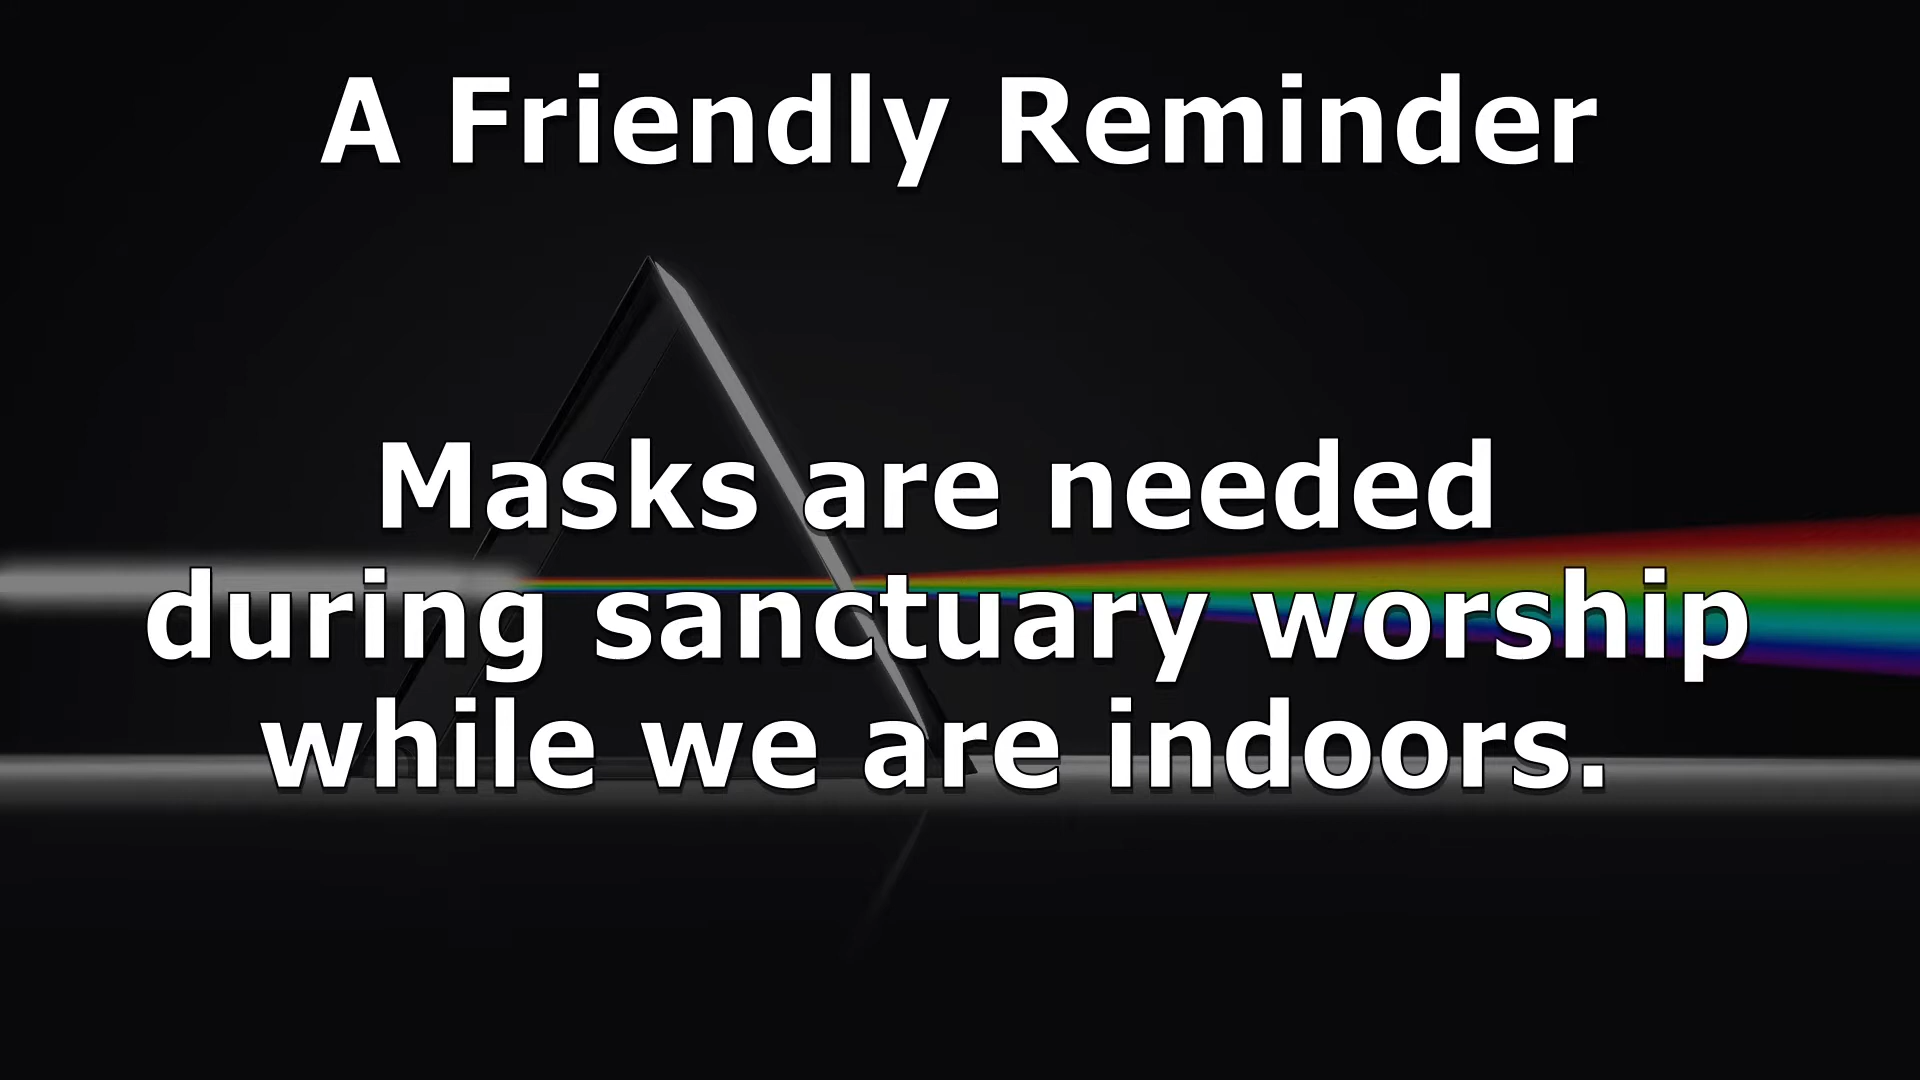 A Friendly Reminder
Masks are needed
during sanctuary worship
while we are indoors.